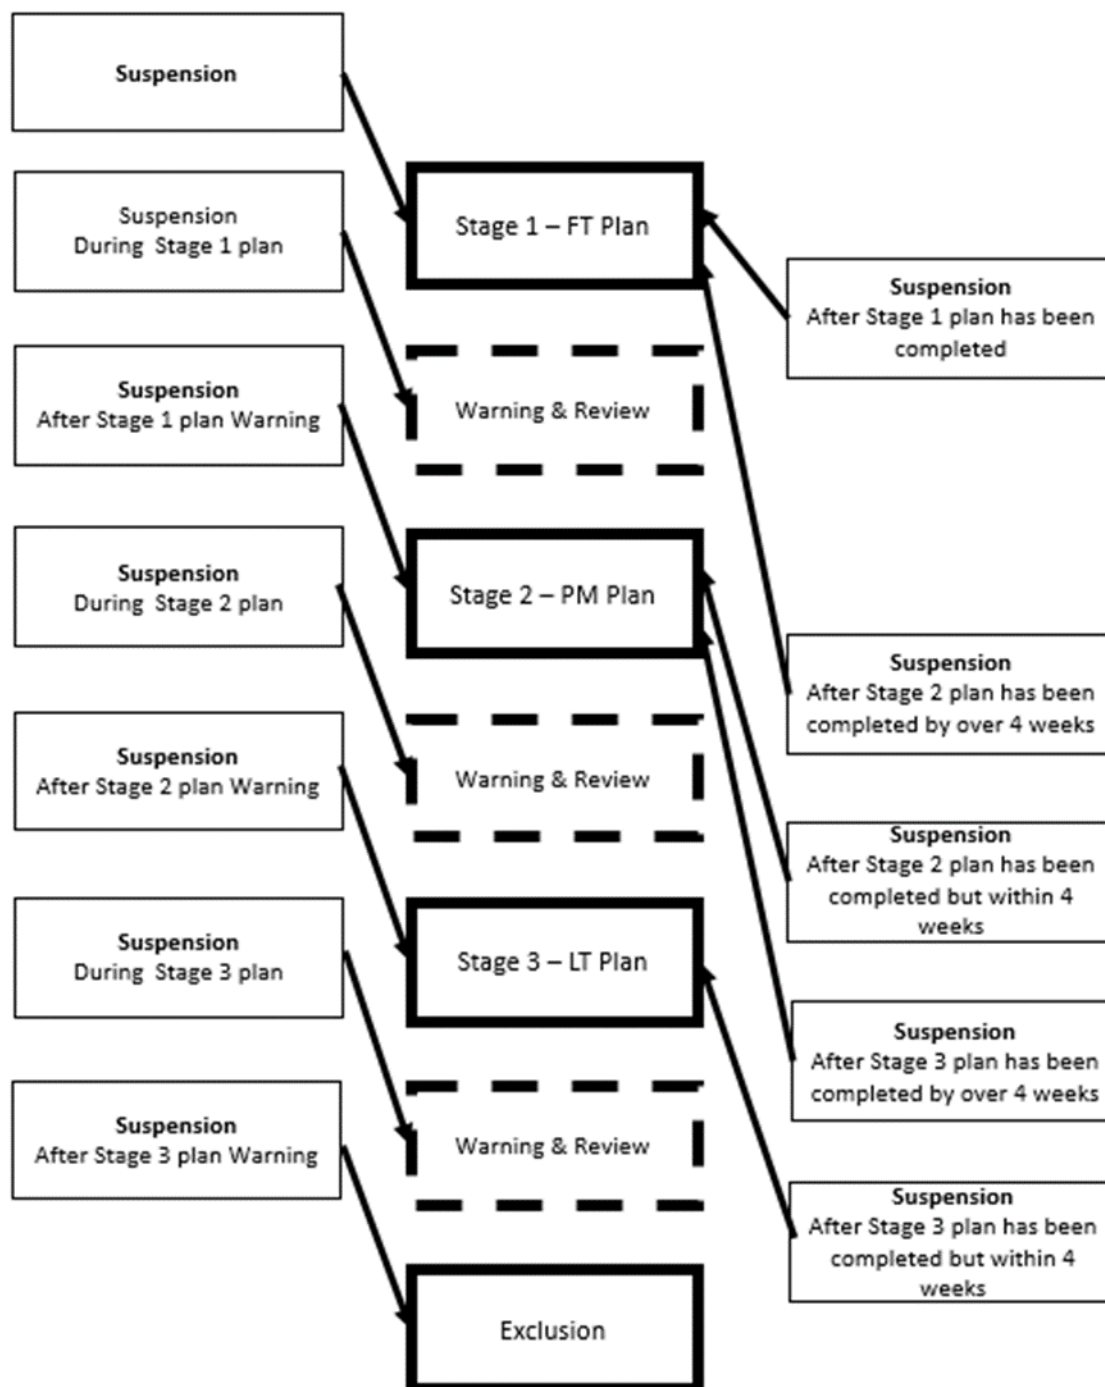 Suspension
Suspension
During  Stage 1 plan
Suspension
After Stage 1 plan Warning
Suspension
During  Stage 2 plan
Suspension
After Stage 2 plan Warning
Suspension
During  Stage 3 plan
Suspension
After Stage 3 plan Warning
Stage 1 – FT Plan
Warning & Review
Stage 2 – PM Plan
Warning & Review
Stage 3 – LT Plan
Warning & Review
Exclusion
Suspension
After Stage 1 plan has been
completed
Suspension
After Stage 2 plan has been
completed by over 4 weeks
Suspension
After Stage 2 plan has been
completed but within 4
weeks
Suspension
After Stage 3 plan has been
completed by over 4 weeks
Suspension
After Stage 3 plan has been
completed but within 4
weeks